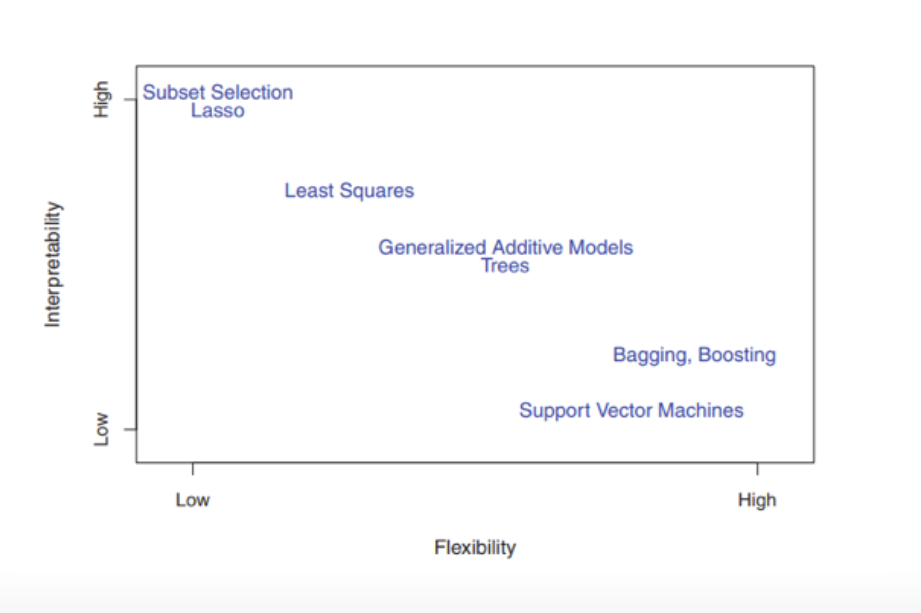 High
Subset Selection
Lasso
Least Squares
Interpretability
Generalized Additive Models
Trees
Bagging, Boosting
Support Vector Machines
Low
Low
High
Flexibility